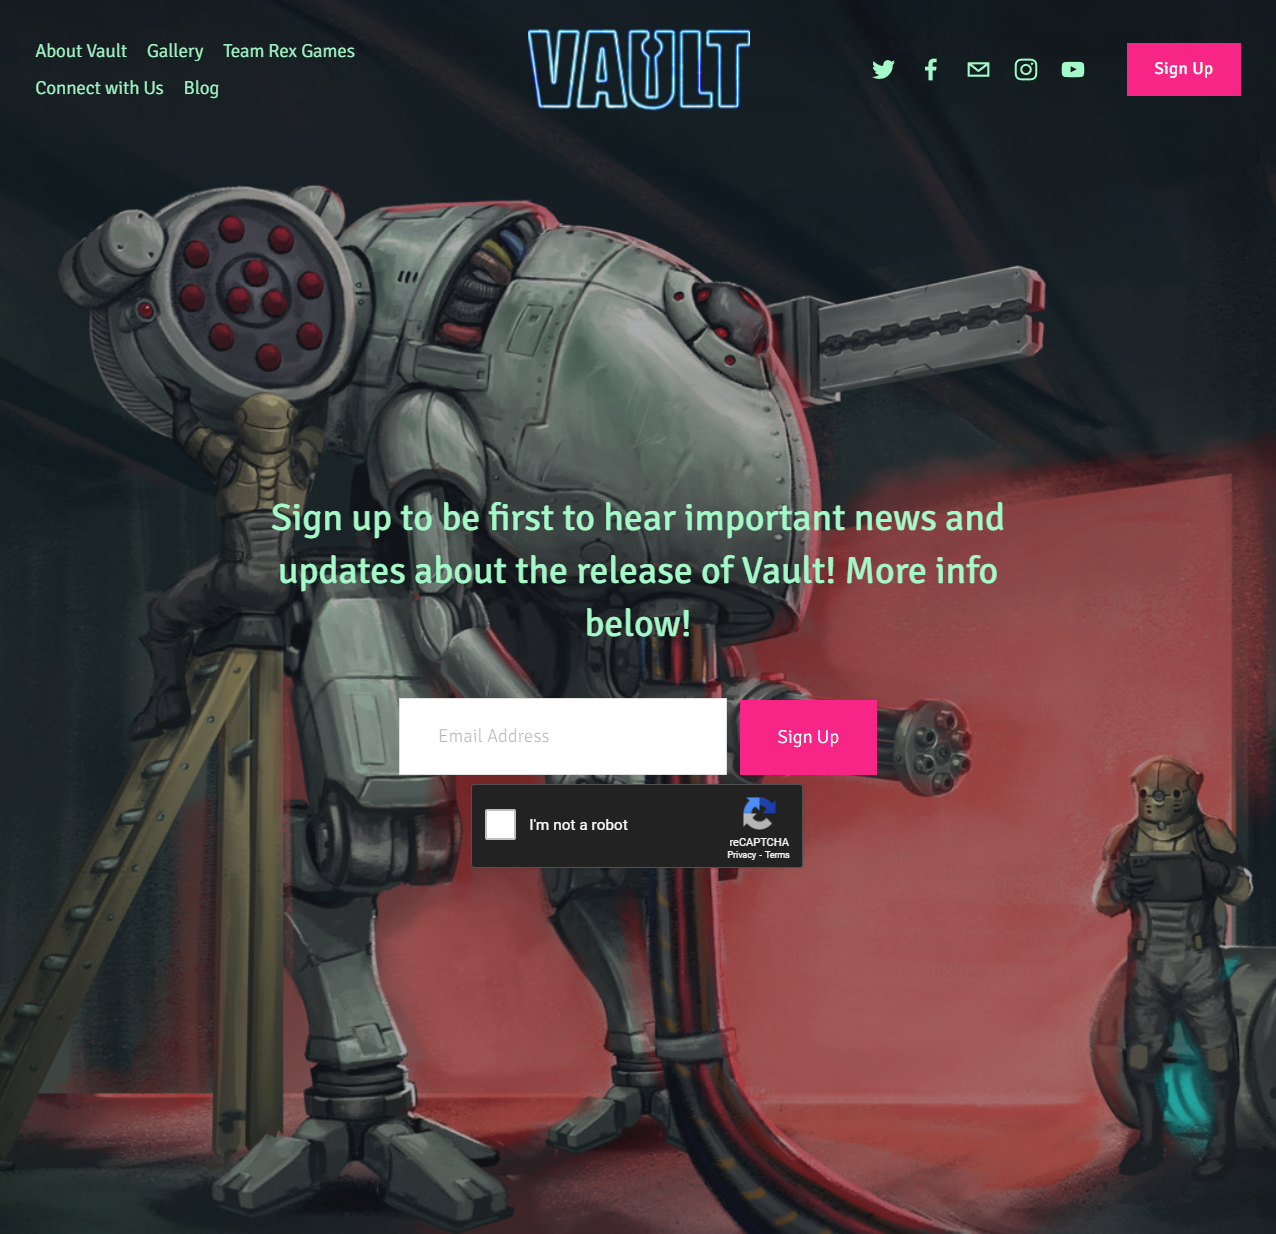 About Vault Gallery Team Rex Games
Connect with Us Blog
VAULT
Sign Up
Sign up to be first to hear important news and
updates about the release of Vault! More info
below!
Email Address
Sign Up
I'm not a robot
reCAPTCHA
Privacy - Terms